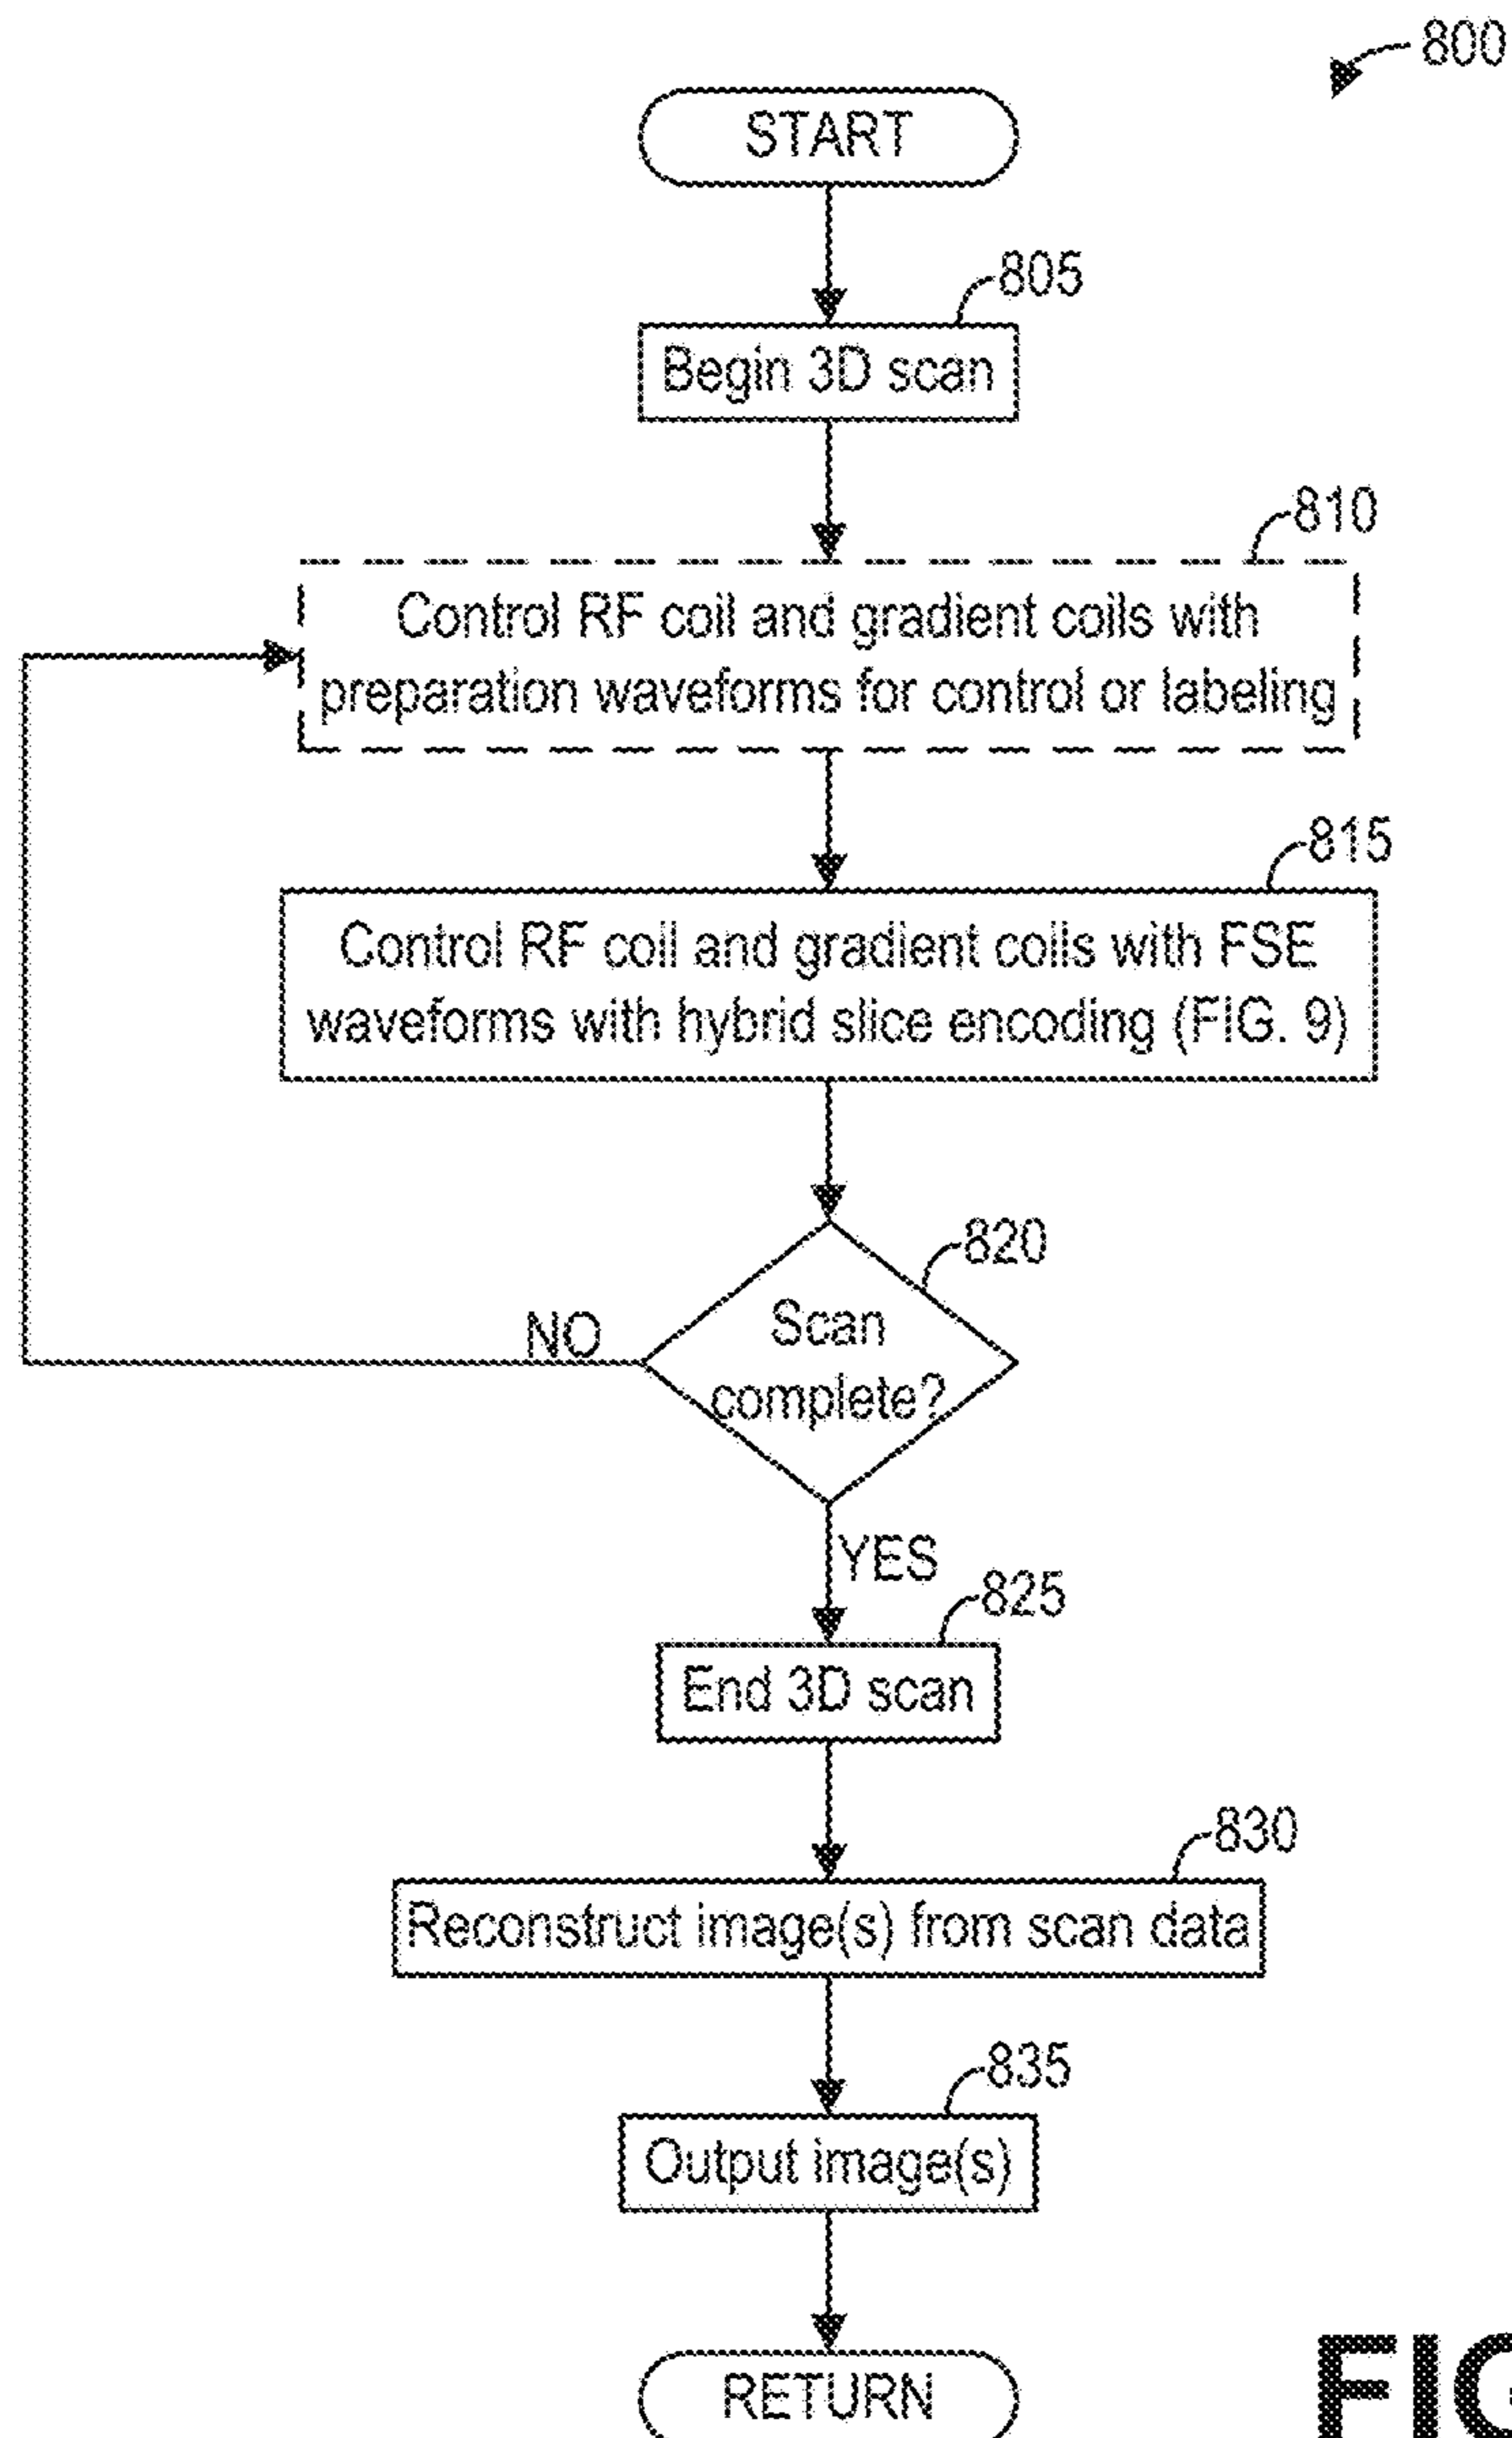 800
START
805
Begin 3D scan
810
Control RF coil and gradient coils with
preparation waveforms for control or labeling
815
Control RF coil and gradient coils with FSE
waveforms with hybrid slice encoding (FIG. 9)
820
Scan
complete?
NO
YES
825
End 3D scan
830
Reconstruct image(s) from scan data
835
Output image(s)
RETURN